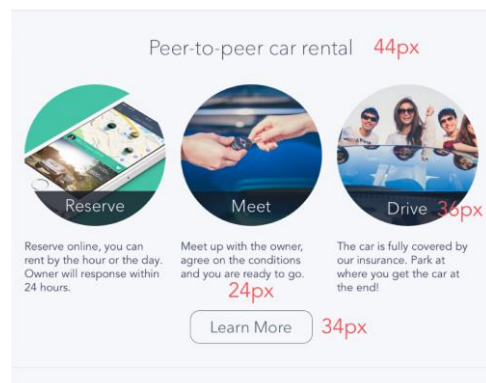 Peer-to-peer car rental 44px
Reserve
Meet
Drive 36px
Reserve online, you can
rent by the hour or the day.
Owner will response within
24 hours.
Meet up with the owner,
agree on the conditions
and you are ready to go.
24px
The car is fully covered by
our insurance. Park at
where you get the car at
the end!
Learn More 34px